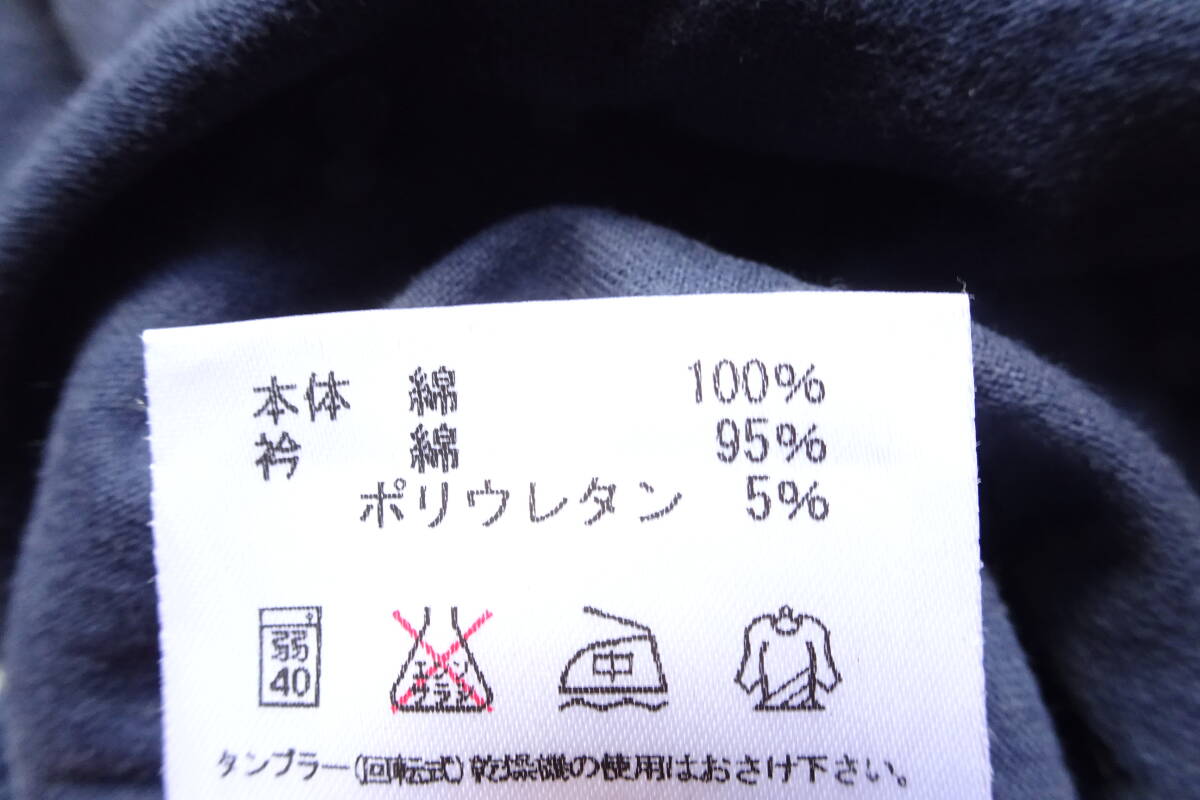 本体 綿 100%
衿 綿 95%
ポリウレタン 5%
弱
40
エンソ
サラシ
中
タンブラー(回転式)乾燥機の使用はおさけ下さい。